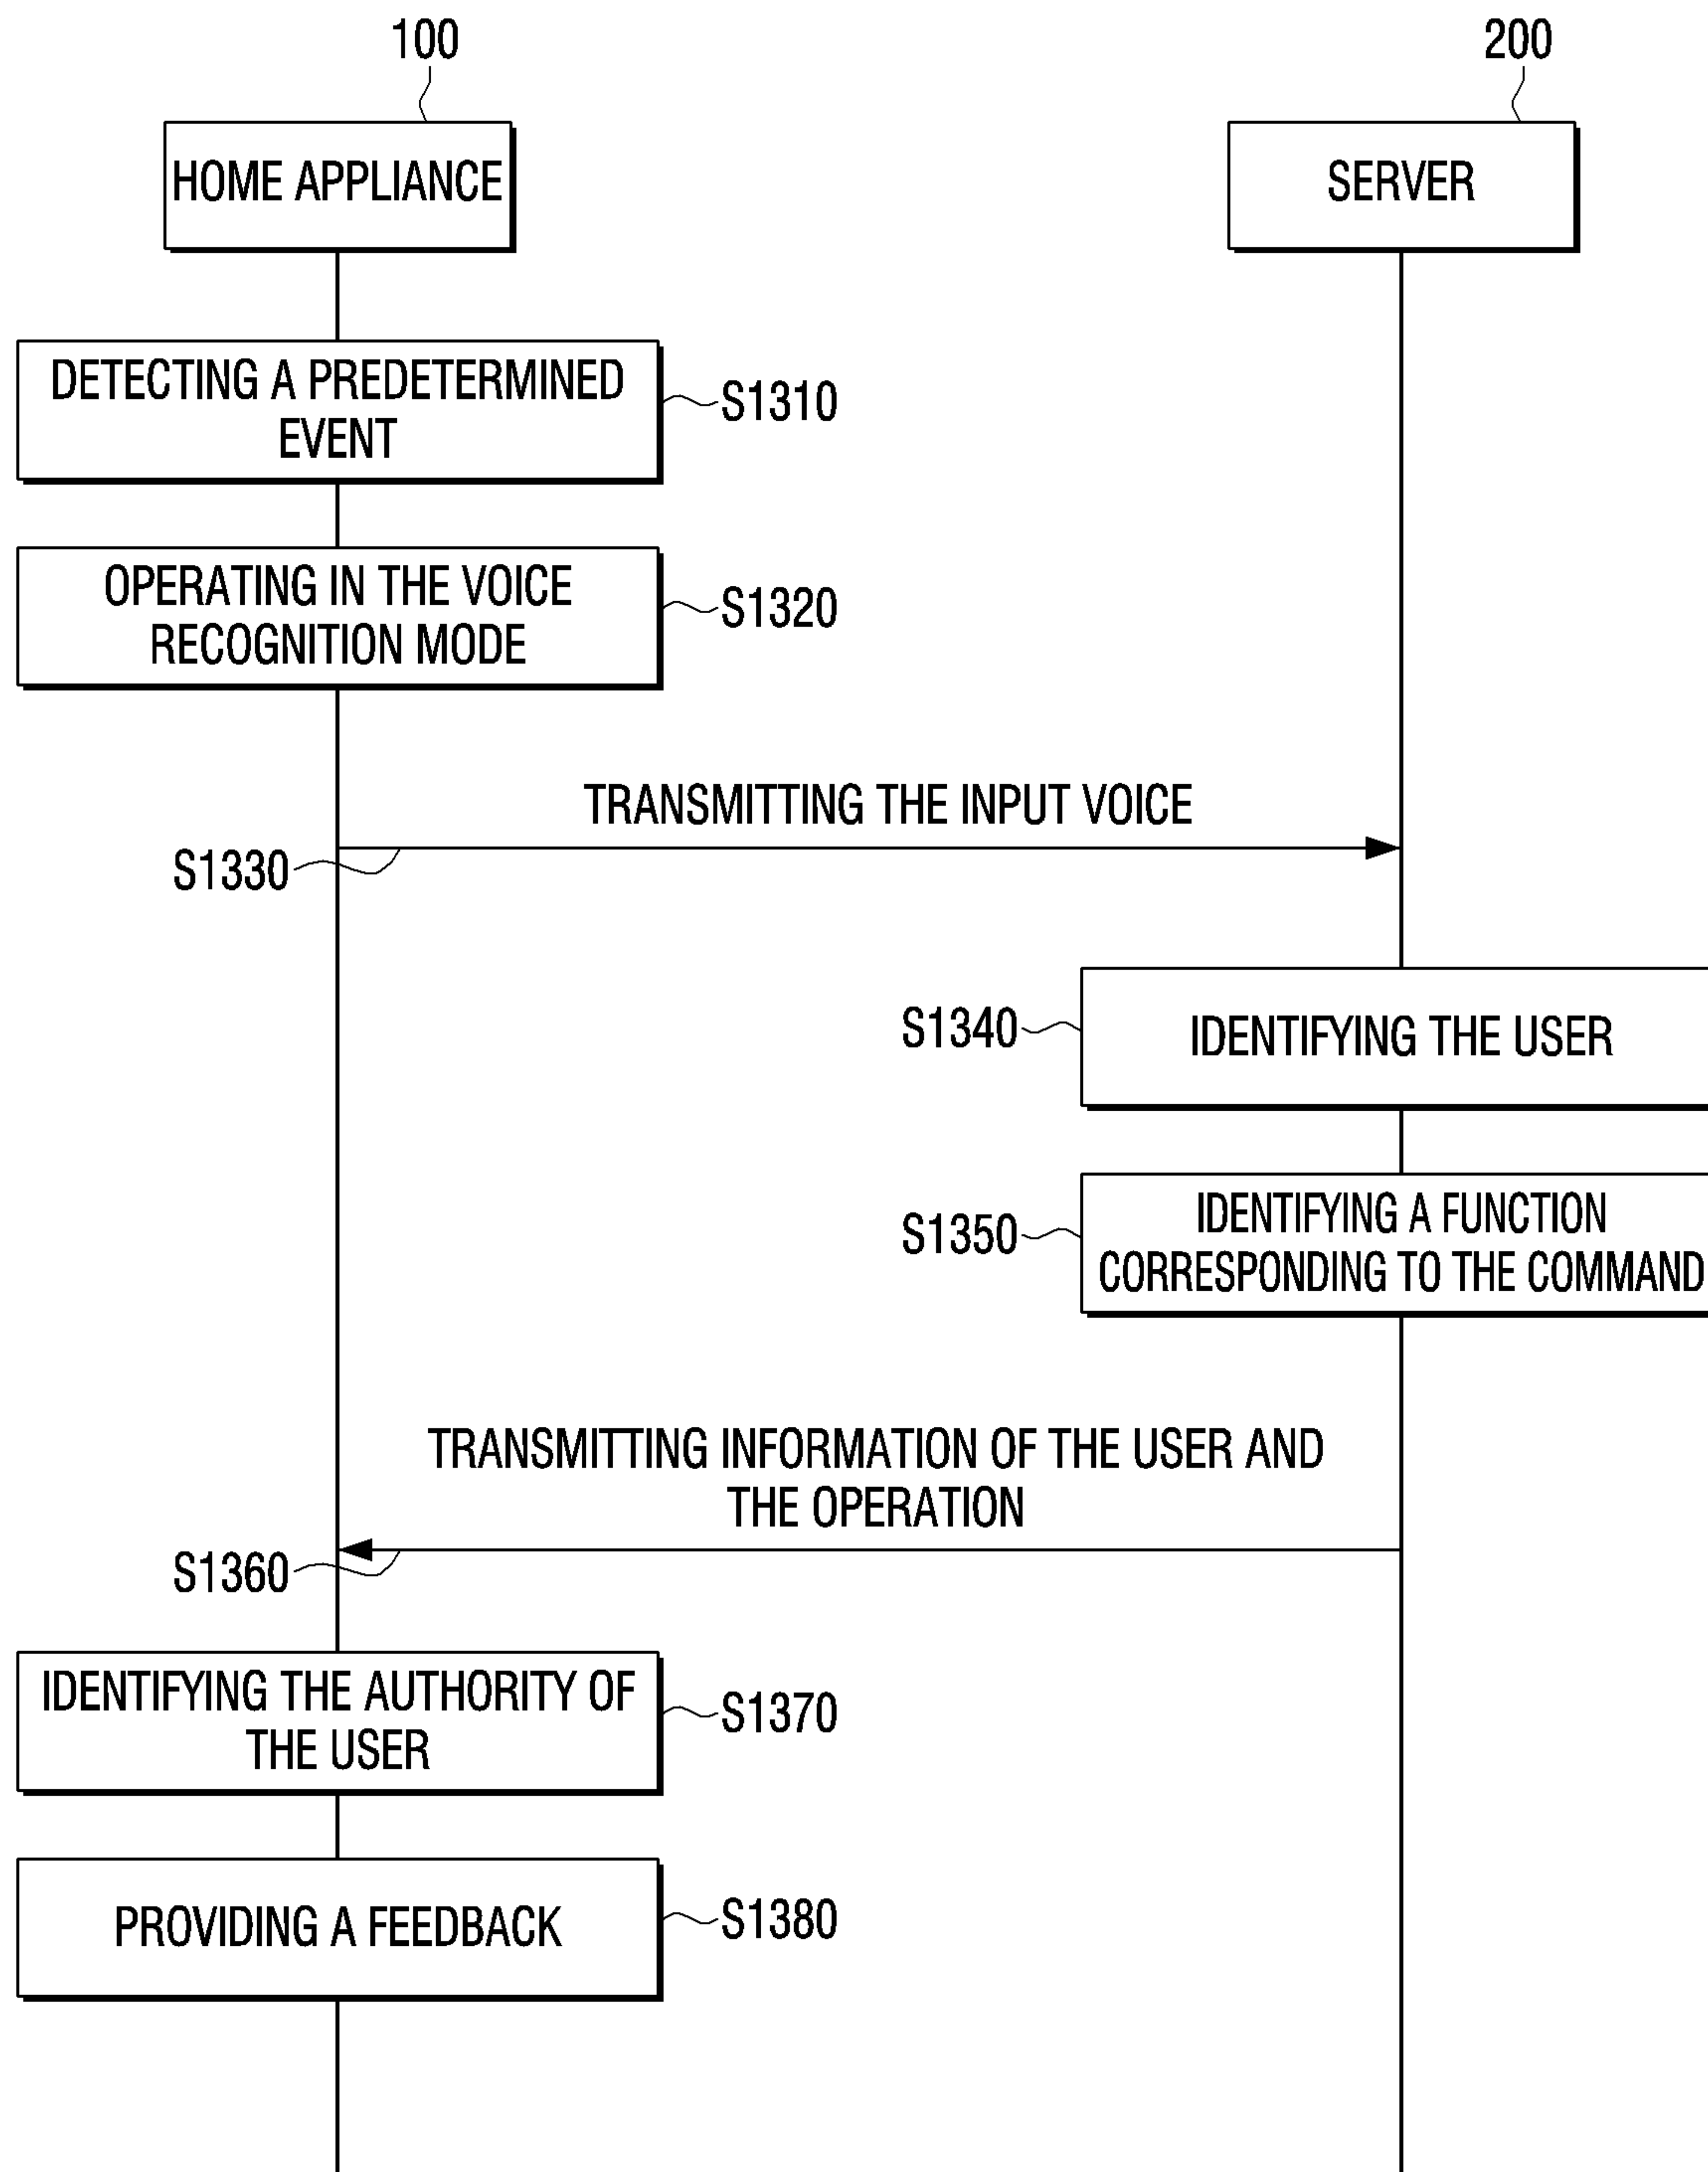 100
200
HOME APPLIANCE
SERVER
DETECTING A PREDETERMINED
EVENT
S1310
OPERATING IN THE VOICE
RECOGNITION MODE
S1320
TRANSMITTING THE INPUT VOICE
S1330
S1340
IDENTIFYING THE USER
S1350
IDENTIFYING A FUNCTION
CORRESPONDING TO THE COMMAND
TRANSMITTING INFORMATION OF THE USER AND
THE OPERATION
S1360
IDENTIFYING THE AUTHORITY OF
THE USER
S1370
PROVIDING A FEEDBACK
S1380